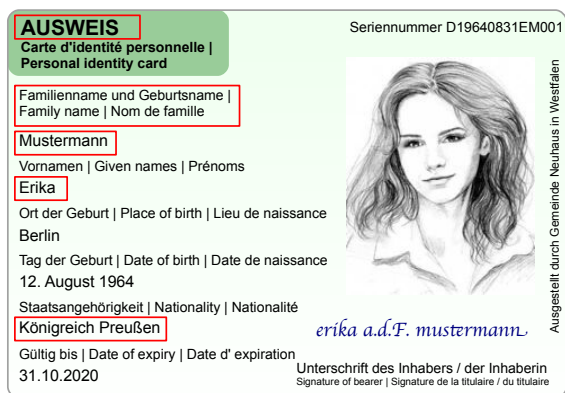 AUSWEIS
Carte d'identité personnelle |
Personal identity card
Seriennummer D19640831EM001
Familienname und Geburtsname |
Family name | Nom de famille
Mustermann
Vornamen | Given names | Prénoms
Erika
Ort der Geburt | Place of birth | Lieu de naissance
Berlin
Tag der Geburt | Date of birth | Date de naissance
12. August 1964
Staatsangehörigkeit | Nationality | Nationalité
Königreich Preußen
Gültig bis | Date of expiry | Date d' expiration
31.10.2020
Ausgestellt durch Gemeinde Neuhaus in Westfalen
erika a.d.F. mustermann
Unterschrift des Inhabers / der Inhaberin
Signature of bearer | Signature de la titulaire / du titulaire